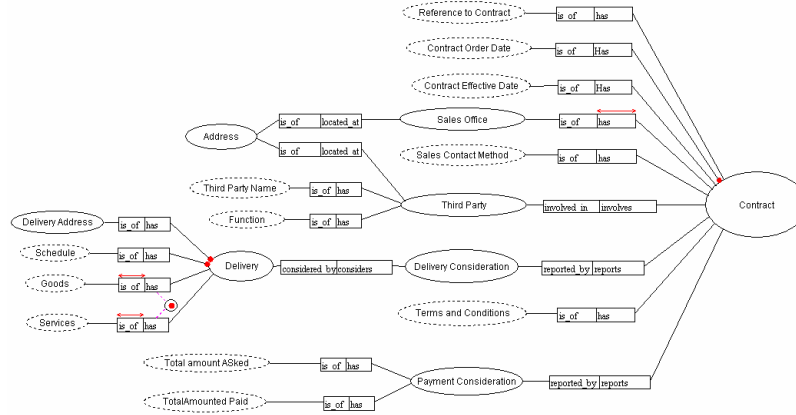 Reference to Contract is_of has
Contract Order Date is_of Has
Contract Effective Date is_of Has
Address is_of located_at Sales Office is_of has
is_of located at Sales Contact Method is_of has
Third Party Name is_of has
Third Party involved_in involves Contract
Function is_of has
Delivery Address is_of has
Schedule is_of has
Delivery considered_by considers Delivery Consideration reported_by reports
Goods is_of has
Services is_of has
Terms and Conditions is_of has
Total amount ASked is_of has
Payment Consideration reported_by reports
TotalAmounted Paid is_of has